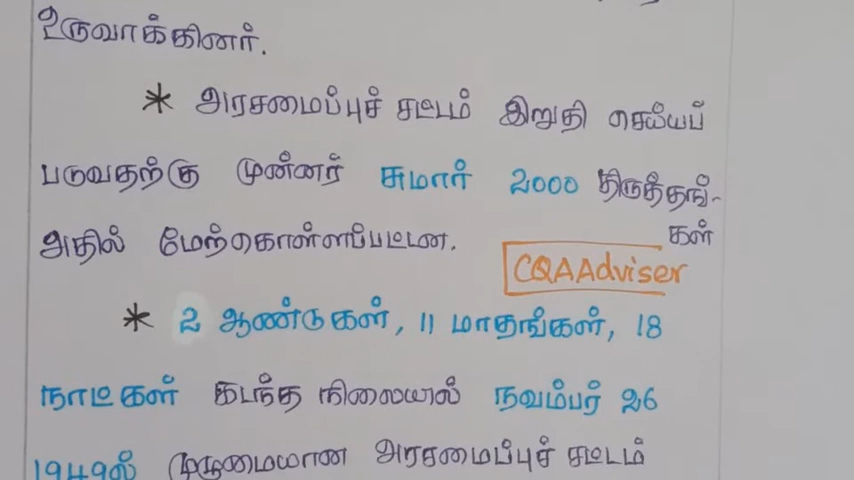 உருவாக்கினர்.
* அரசமைப்புச் சட்டம் இறுதி செய்யப்
படுவதற்கு முன்னர் சுமார் 2000 திருத்தங்-
கள்
அதில் மேற்கொள்ளப்பட்டன.
CQAAdviser
* 2 ஆண்டுகள், 11 மாதங்கள், 18
நாட்கள் கடந்த நிலையில் நவம்பர் 26
1949ல் முழுமையான அரசமைப்புச் சட்டம்